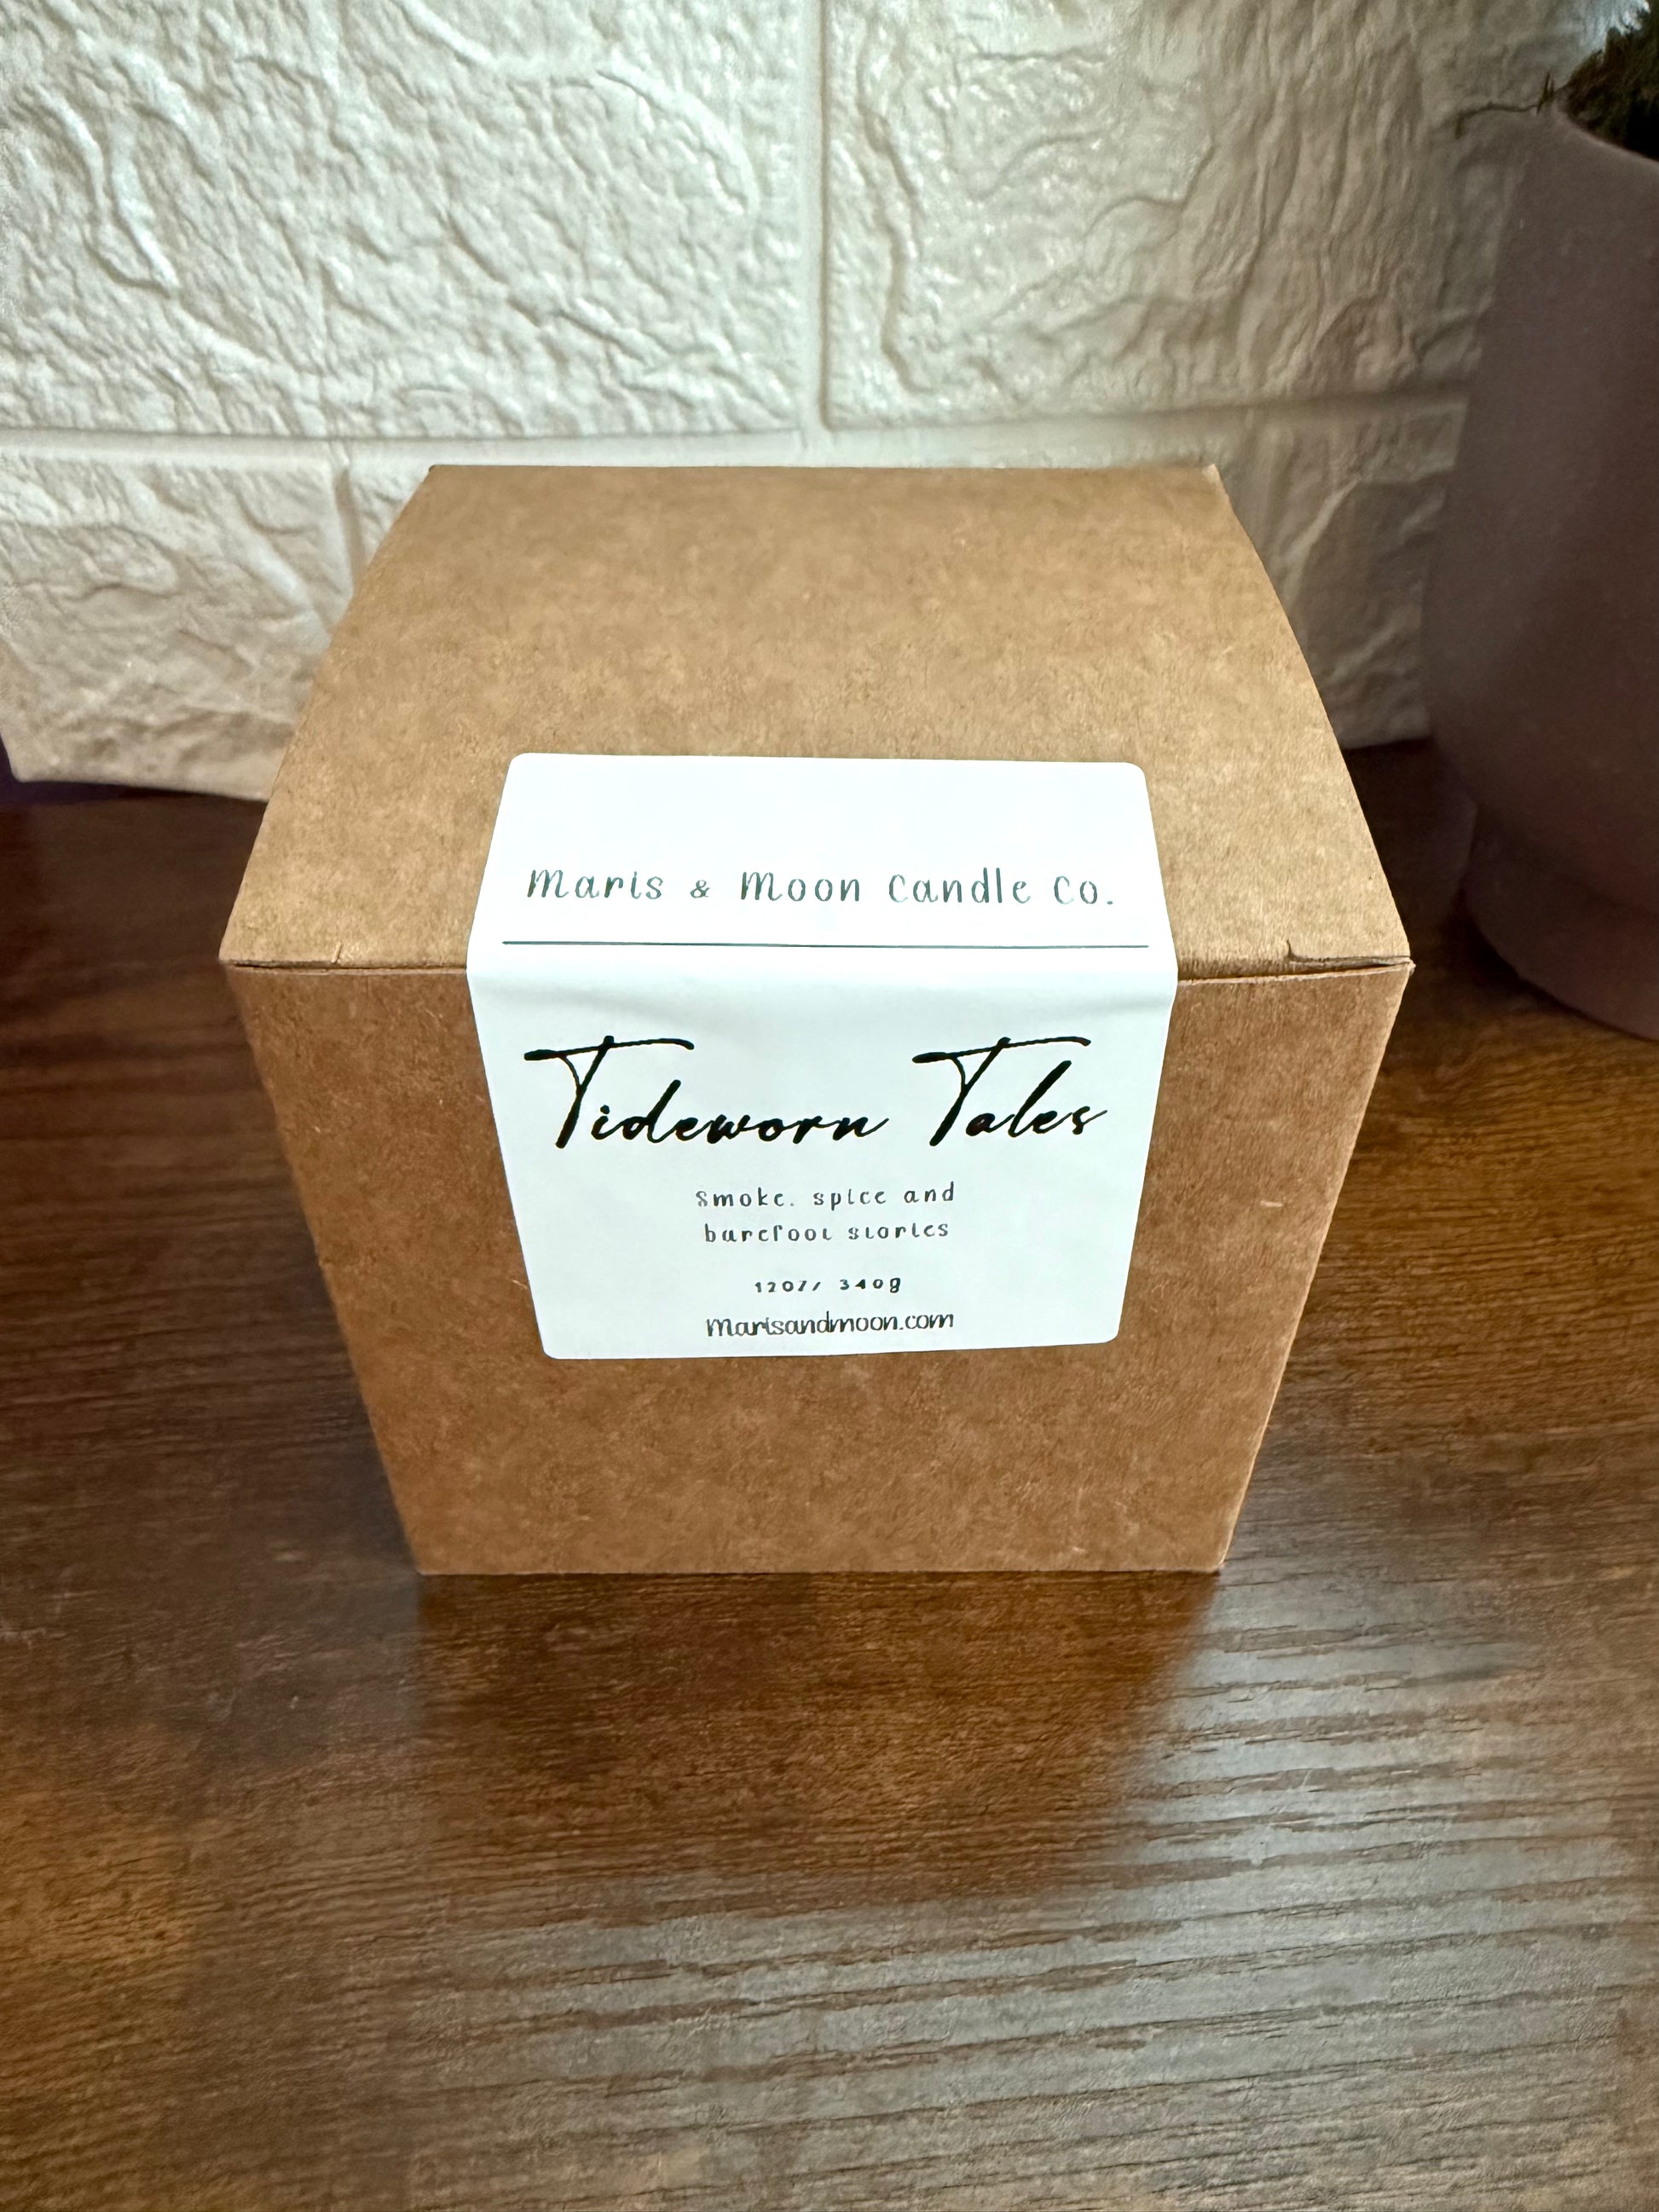 Maris & Moon Candle Co.
Tideworn Tales
Smoke, spice and
barefoot stories
12oz/ 340g
marisandmoon.com